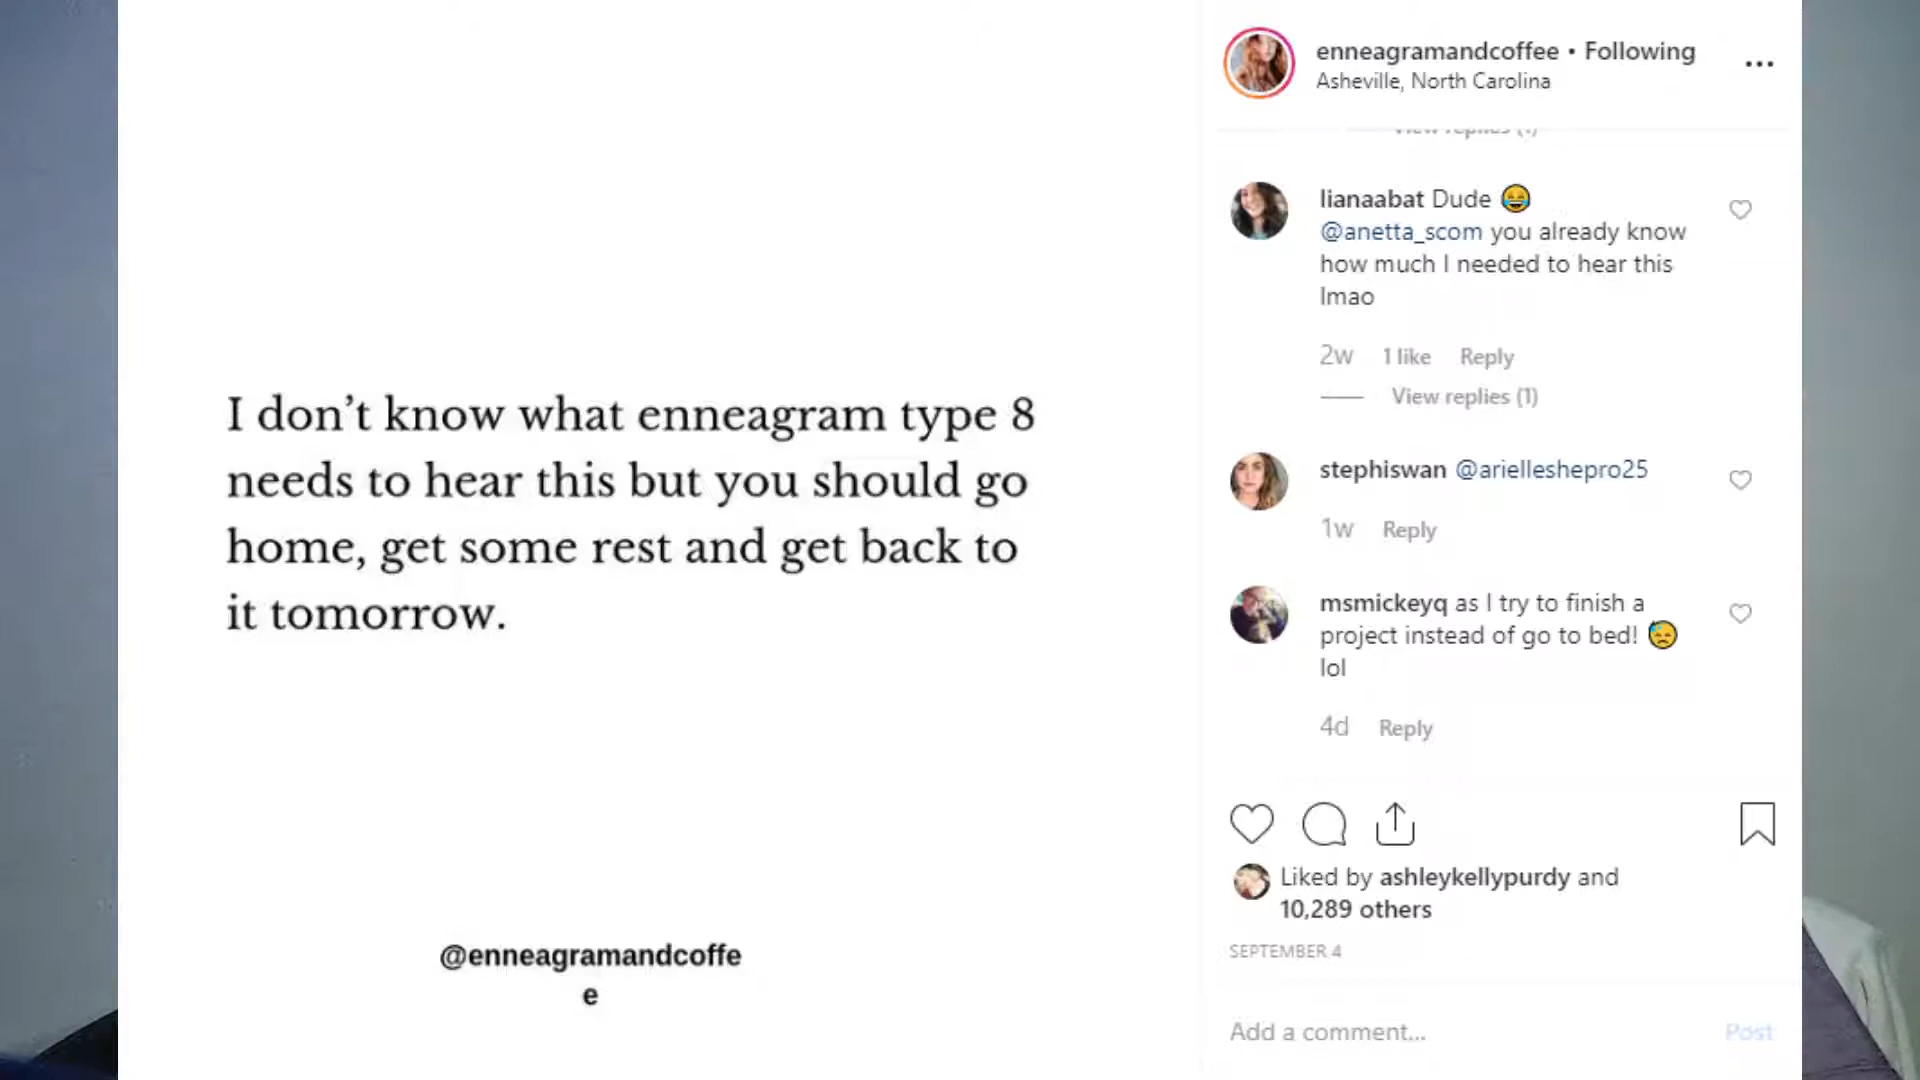 I don’t know what enneagram type 8
needs to hear this but you should go
home, get some rest and get back to
it tomorrow.
@enneagramandcoffe
e
enneagramandcoffee • Following
Asheville, North Carolina
View replies (1)
lianaabat Dude 😂
@anetta_scom you already know
how much I needed to hear this
lmao
2w 1 like Reply
View replies (1)
stephiswan @arielleshepro25
1w Reply
msmickeyq as I try to finish a
project instead of go to bed! 😓
lol
4d Reply
Liked by ashleykellypurdy and
10,289 others
SEPTEMBER 4
Add a comment... Post